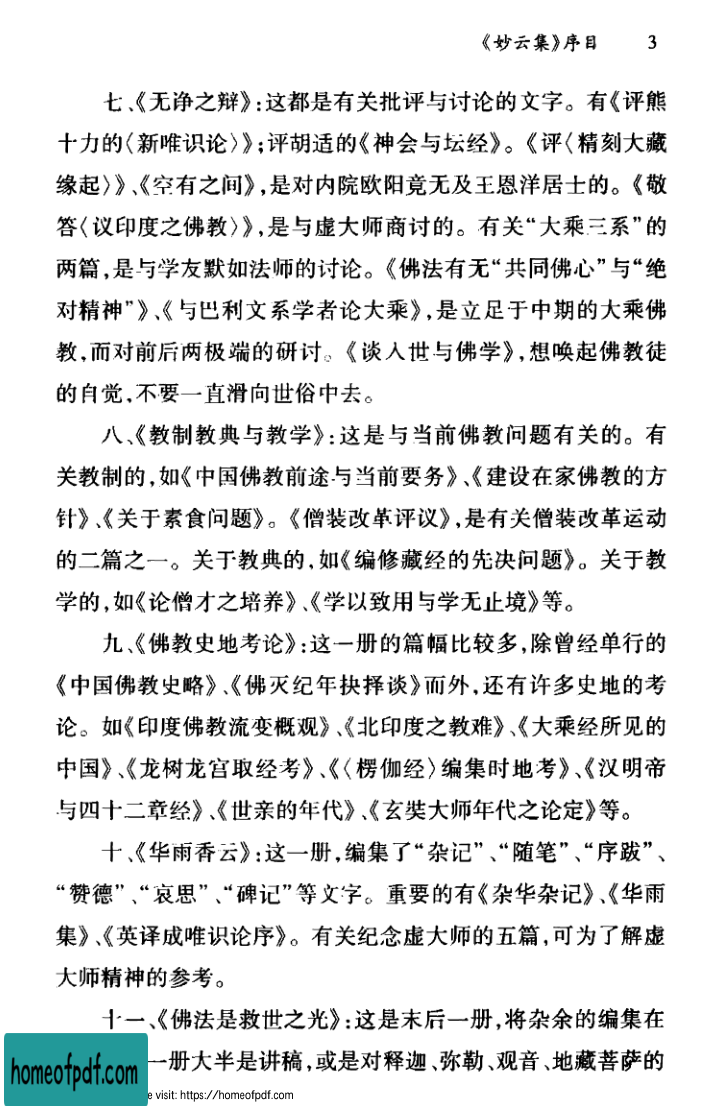 《妙云集》序目 3
七、《无诤之辩》:这都是有关批评与讨论的文字。有《评熊
十力的〈新唯识论〉》;评胡适的《神会与坛经》。《评〈精刻大藏
缘起〉》、《空有之间》,是对内院欧阳竟无及王恩洋居士的。《敬
答〈议印度之佛教〉》,是与虚大师商讨的。有关“大乘三系”的
两篇,是与学友默如法师的讨论。《佛法有无“共同佛心”与“绝
对精神”》、《与巴利文系学者论大乘》,是立足于中期的大乘佛
教,而对前后两极端的研讨。《谈入世与佛学》,想唤起佛教徒
的自觉,不要一直滑向世俗中去。
八、《教制教典与教学》:这是与当前佛教问题有关的。有
关教制的,如《中国佛教前途与当前要务》、《建设在家佛教的方
针》、《关于素食问题》。《僧装改革评议》,是有关僧装改革运动
的二篇之一。关于教典的,如《编修藏经的先决问题》。关于教
学的,如《论僧才之培养》、《学以致用与学无止境》等。
九、《佛教史地考论》:这一册的篇幅比较多,除曾经单行的
《中国佛教史略》、《佛灭纪年抉择谈》而外,还有许多史地的考
论。如《印度佛教流变概观》、《北印度之教难》、《大乘经所见的
中国》、《龙树龙宫取经考》、《〈楞伽经〉编集时地考》、《汉明帝
与四十二章经》、《世亲的年代》、《玄奘大师年代之论定》等。
十、《华雨香云》:这一册,编集了“杂记”、“随笔”、“序跋”、
“赞德”、“哀思”、“碑记”等文字。重要的有《杂华杂记》、《华雨
集》、《英译成唯识论序》。有关纪念虚大师的五篇,可为了解虚
大师精神的参考。
十一、《佛法是救世之光》:这是末后一册,将杂余的编集在
一册大半是讲稿,或是对释迦、弥勒、观音、地藏菩萨的
homeofpdf.com
e visit: https://homeofpdf.com